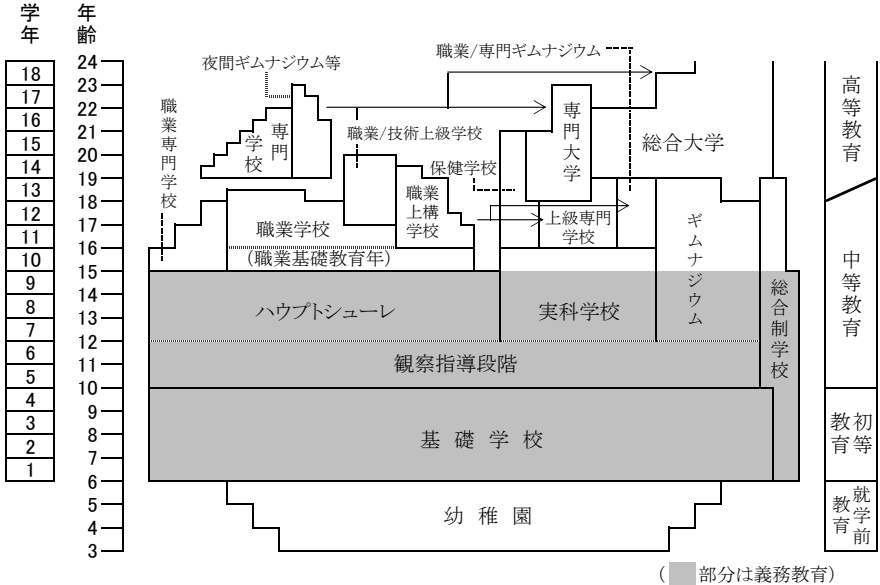 学年
年齢
18
17
16
15
14
13
12
11
10
9
8
7
6
5
4
3
2
1
24
23
22
21
20
19
18
17
16
15
14
13
12
11
10
9
8
7
6
5
4
3
夜間ギムナジウム等
職業/専門ギムナジウム
職業専門学校
専門学校
職業/技術上級学校
保健学校
専門大学
総合大学
職業学校
職業上構学校
上級専門学校
ギムナジウム
(職業基礎教育年)
ハウプトシューレ
実科学校
総合制学校
観察指導段階
基礎学校
幼稚園
高等教育
中等教育
初等教育
就学前教育
(部分は義務教育)